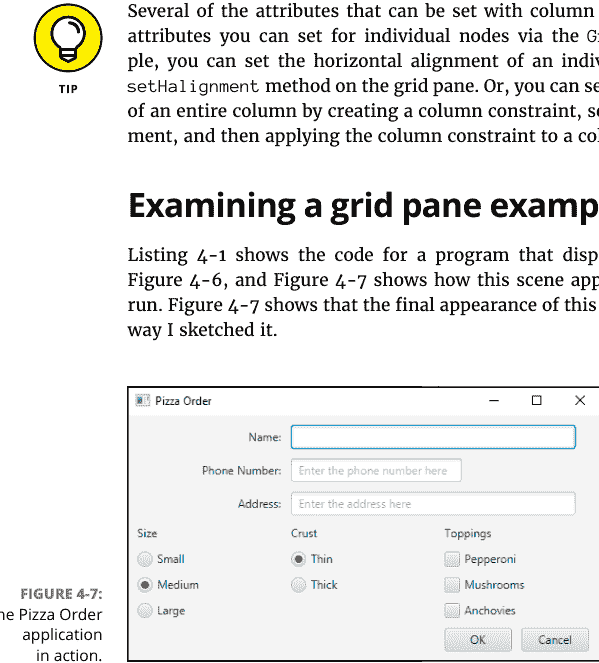 Several of the attributes that can be set with column
attributes you can set for individual nodes via the G
ple, you can set the horizontal alignment of an indiv
setHalignment method on the grid pane. Or, you can se
of an entire column by creating a column constraint, se
ment, and then applying the column constraint to a col
TIP
Examining a grid pane examp
Listing 4-1 shows the code for a program that disp
Figure 4-6, and Figure 4-7 shows how this scene app
run. Figure 4-7 shows that the final appearance of this
way I sketched it.
Pizza Order
Name:
Phone Number: Enter the phone number here
Address: Enter the address here
Size Crust Toppings
Small Thin Pepperoni
Medium Thick Mushrooms
Large Anchovies
OK Cancel
FIGURE 4-7:
he Pizza Order
application
in action.